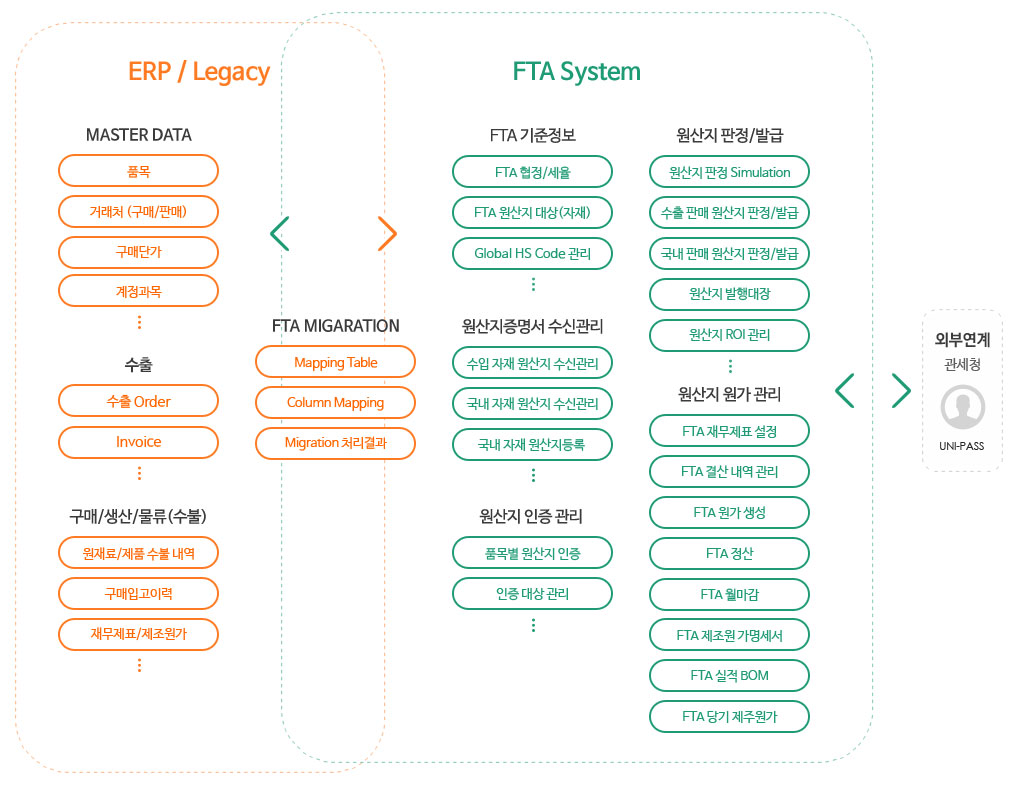 ERP / Legacy
MASTER DATA
품목
거래처 (구매/판매)
구매단가
계정과목
수출
수출 Order
Invoice
구매/생산/물류(수불)
원재료/제품 수불 내역
구매입고이력
재무제표/제조원가
FTA MIGARATION
Mapping Table
Column Mapping
Migration 처리결과
FTA System
FTA 기준정보
FTA 협정/세율
FTA 원산지 대상(자재)
Global HS Code 관리
원산지증명서 수신관리
수입 자재 원산지 수신관리
국내 자재 원산지 수신관리
국내 자재 원산지등록
원산지 인증 관리
품목별 원산지 인증
인증 대상 관리
원산지 판정/발급
원산지 판정 Simulation
수출 판매 원산지 판정/발급
국내 판매 원산지 판정/발급
원산지 발행대장
원산지 ROI 관리
원산지 원가 관리
FTA 재무제표 설정
FTA 결산 내역 관리
FTA 원가 생성
FTA 정산
FTA 월마감
FTA 제조원 가명세서
FTA 실적 BOM
FTA 당기 제주원가
외부연계
관세청
UNI-PASS